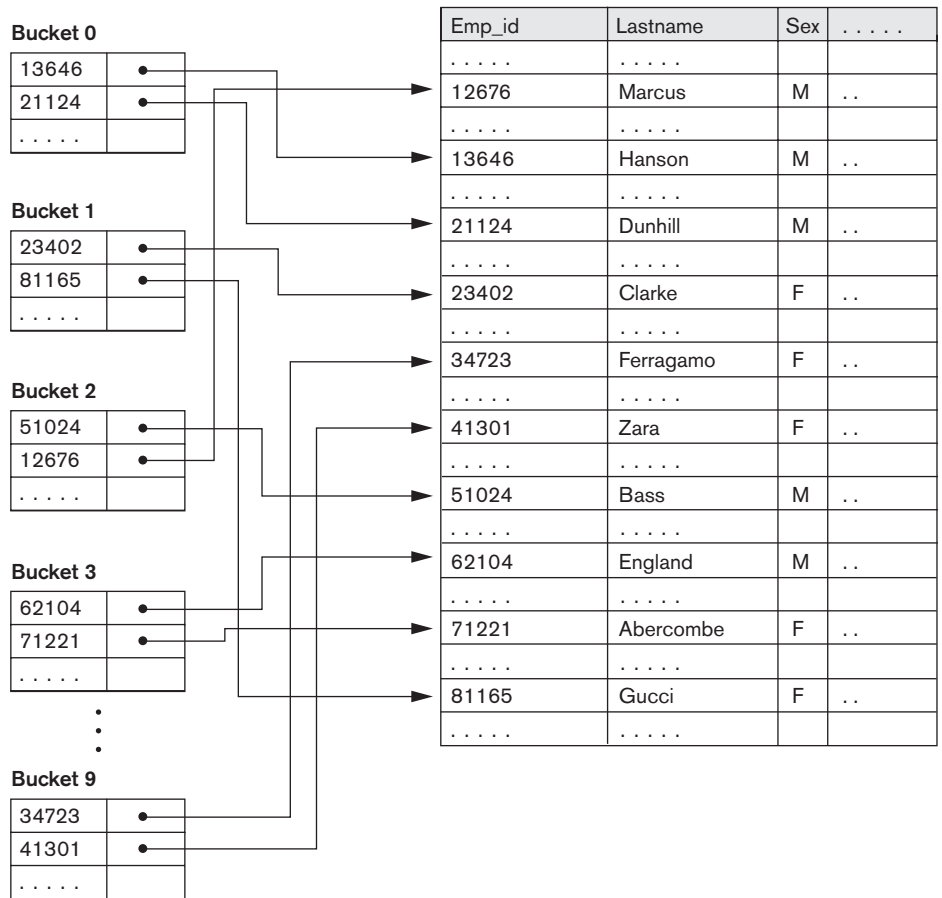 Bucket 0
13646
21124
. . . . .
Bucket 1
23402
81165
. . . . .
Bucket 2
51024
12676
. . . . .
Bucket 3
62104
71221
. . . . .
Bucket 9
34723
41301
. . . . .
Emp_id Lastname Sex . . . . .
. . . . . . . . . .
12676 Marcus M . .
. . . . . . . . . .
13646 Hanson M . .
. . . . . . . . . .
21124 Dunhill M . .
. . . . . . . . . .
23402 Clarke F . .
. . . . . . . . . .
34723 Ferragamo F . .
. . . . . . . . . .
41301 Zara F . .
. . . . . . . . . .
51024 Bass M . .
. . . . . . . . . .
62104 England M . .
. . . . . . . . . .
71221 Abercombe F . .
. . . . . . . . . .
81165 Gucci F . .
. . . . . . . . . .